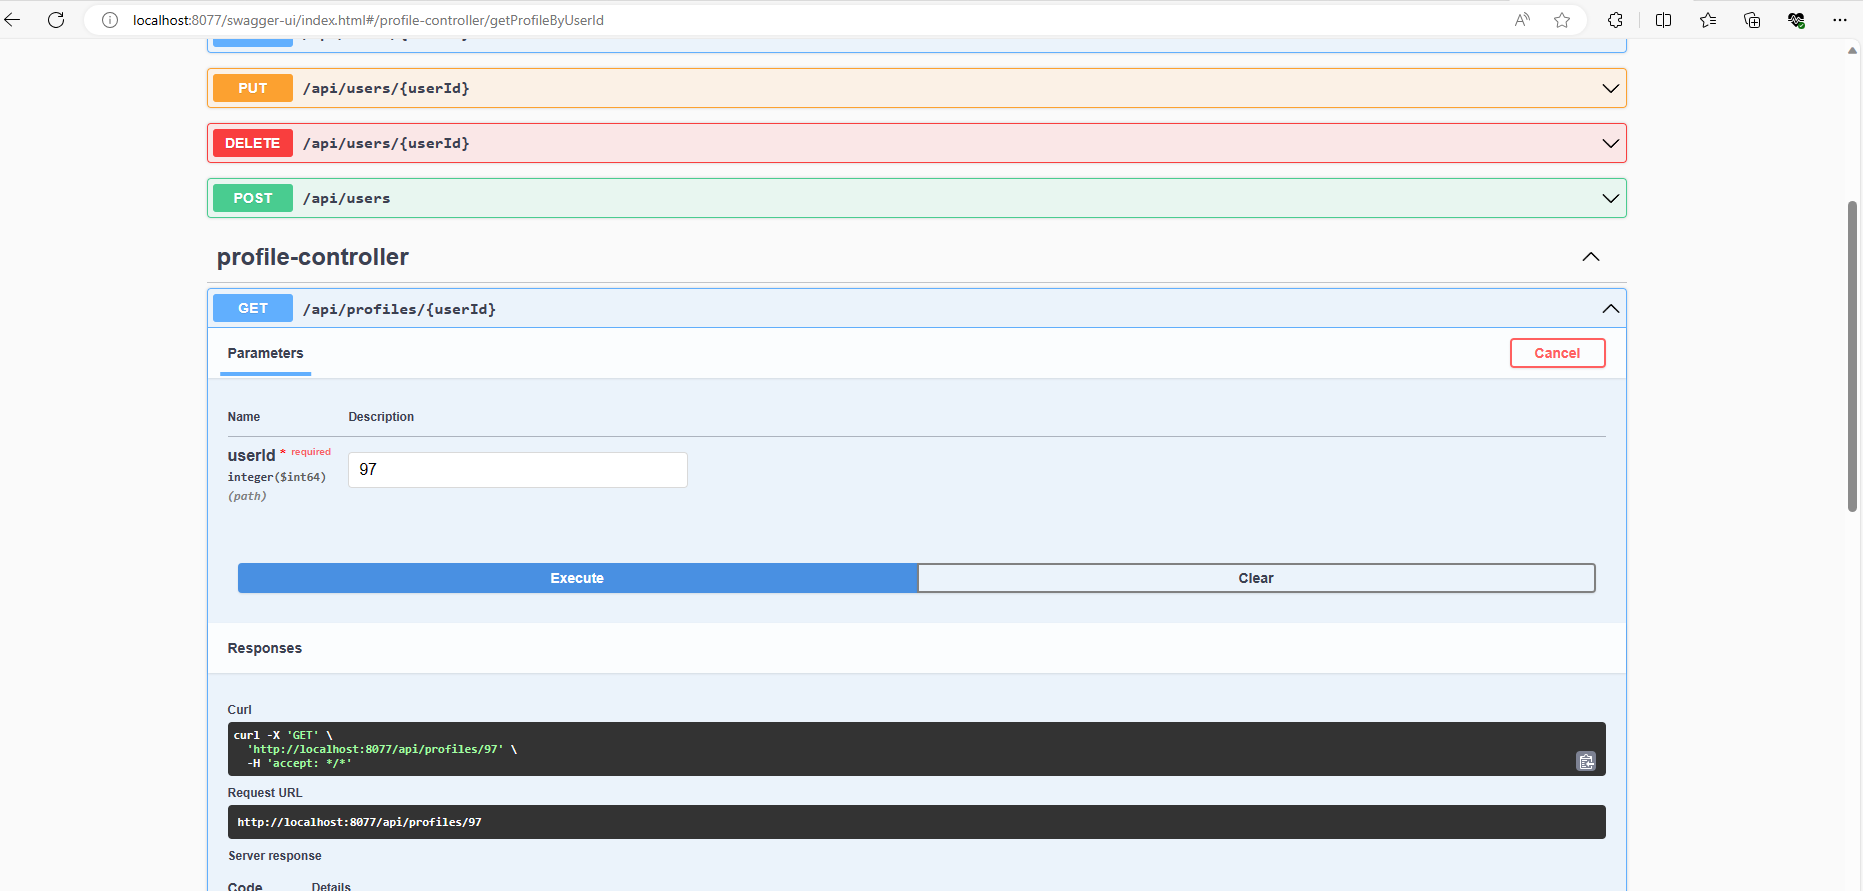 localhost:8077/swagger-ui/index.html#/profile-controller/getProfileByUserId
PUT /api/users/{userId}
DELETE /api/users/{userId}
POST /api/users
profile-controller
GET /api/profiles/{userId}
Parameters
Cancel
Name Description
userId * required
integer($int64)
(path)
97
Execute Clear
Responses
Curl
curl -X 'GET' \
'http://localhost:8077/api/profiles/97' \
-H 'accept: */*'
Request URL
http://localhost:8077/api/profiles/97
Server response
Code Details